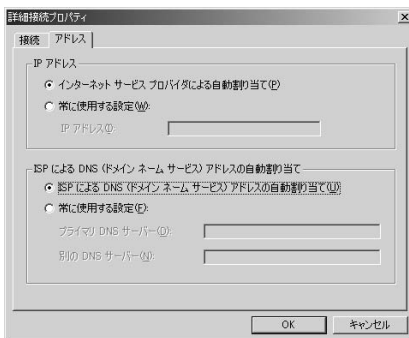 詳細接続プロパティ
接続 アドレス
IP アドレス
インターネット サービス プロバイダによる自動割り当て(P)
常に使用する設定(W):
IP アドレス(I):
ISP による DNS (ドメイン ネーム サービス) アドレスの自動割り当て
ISP による DNS (ドメイン ネーム サービス) アドレスの自動割り当て(U)
常に使用する設定(F):
プライマリ DNS サーバー(D):
別の DNS サーバー(N):
OK キャンセル